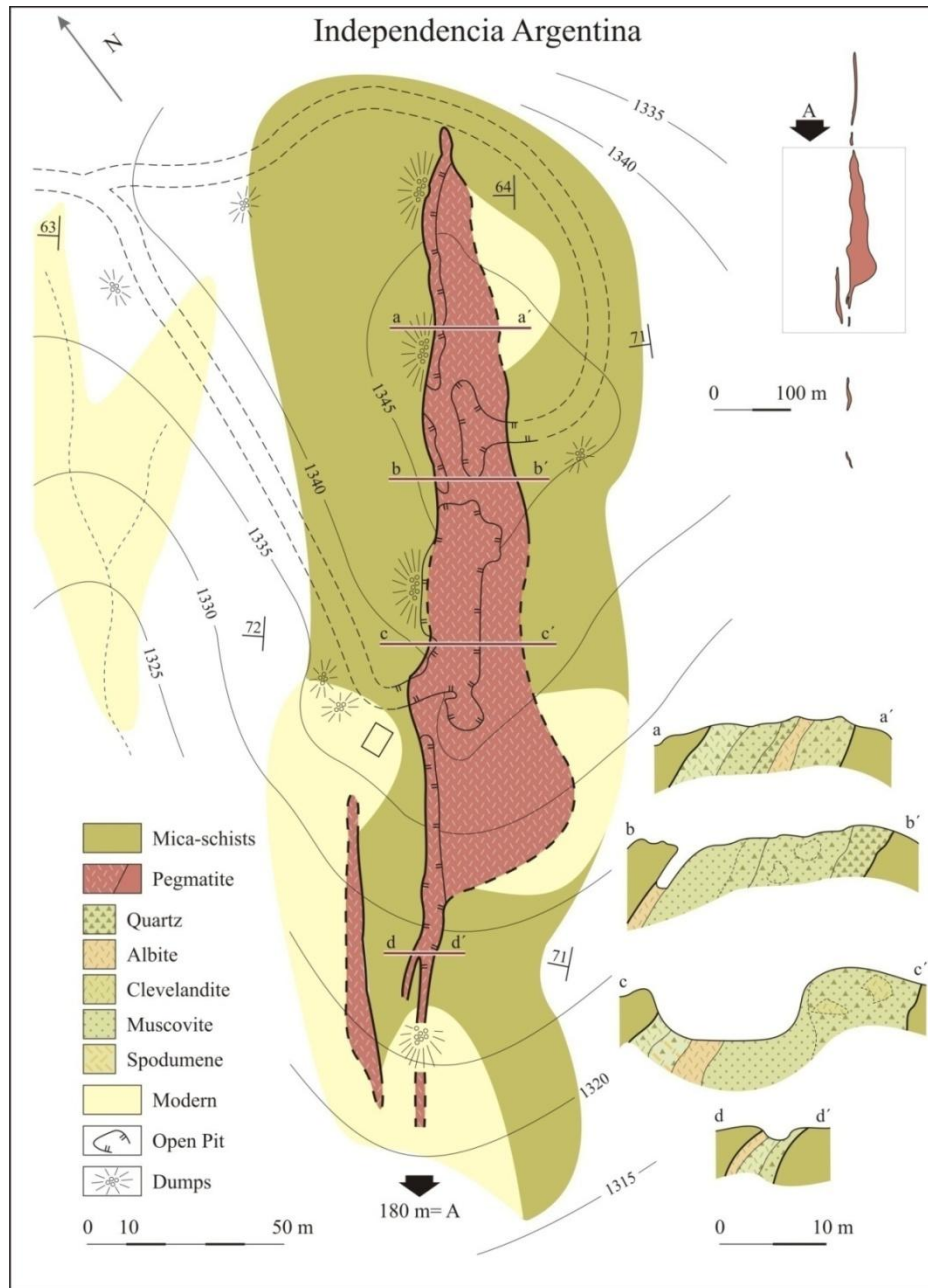 Independencia Argentina
N
1335
1340
A
64
63
a a´
71
0 100 m
1345
b b´
1340
1335
1330
c c´
72
1325
a a´
b b´
d d´
71
c c´
1320
d d´
1315
Mica-schists
Pegmatite
Quartz
Albite
Clevelandite
Muscovite
Spodumene
Modern
Open Pit
Dumps
180 m= A
0 10 50 m
0 10 m